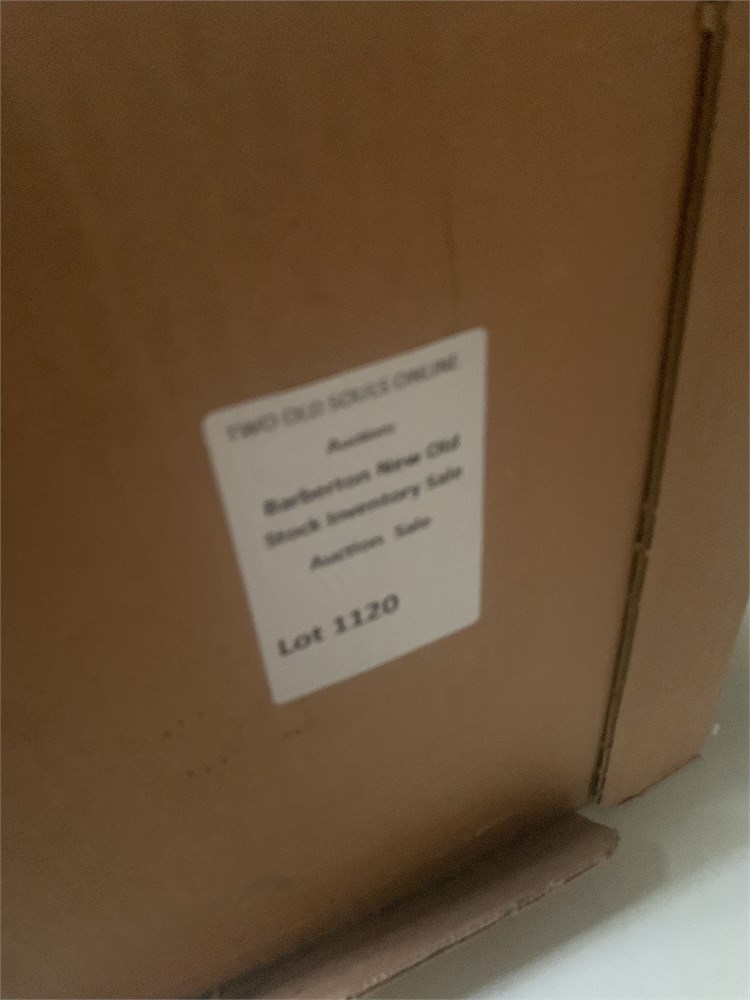 TWO OLD SOULS ONLINE
Auctions
Barberton New Old
Stock Inventory Sale
Auction Sale
Lot 1120